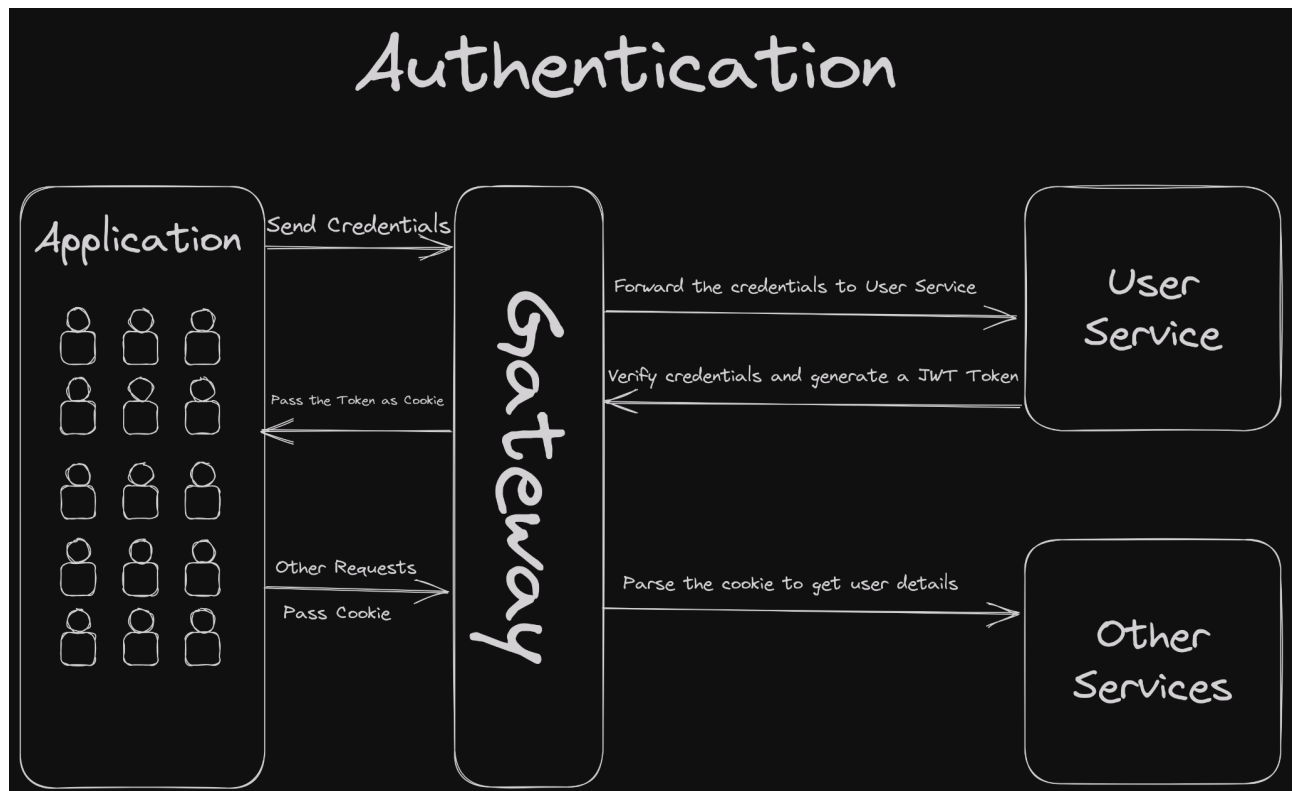 Authentication
Application
Send Credentials
Pass the Token as Cookie
Other Requests
Pass Cookie
Gateway
Forward the credentials to User Service
Verify credentials and generate a JWT Token
Parse the cookie to get user details
User
Service
Other
Services